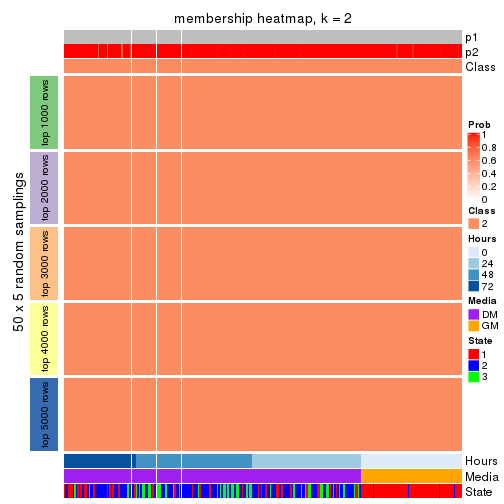 membership heatmap, k = 2
p1
p2
Class
50 x 5 random samplings
top 1000 rows
top 2000 rows
top 3000 rows
top 4000 rows
top 5000 rows
Hours
Media
State
Prob
1
0.8
0.6
0.4
0.2
0
Class
2
Hours
0
24
48
72
Media
DM
GM
State
1
2
3